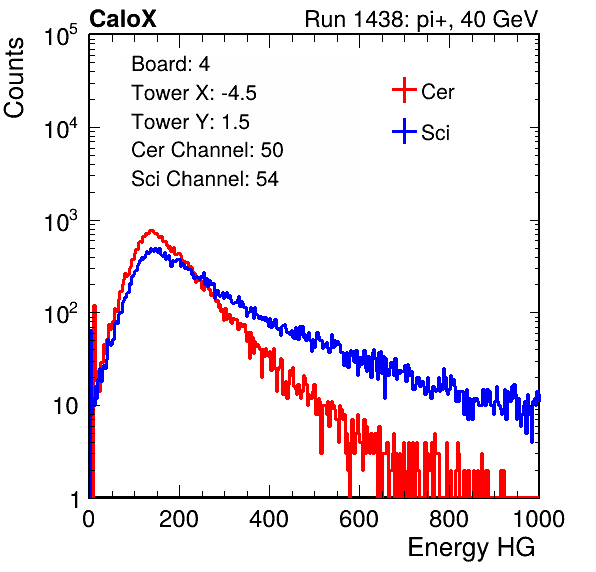 CaloX Run 1438: pi+, 40 GeV
Counts
10^5
10^4
10^3
10^2
10
1
Board: 4
Tower X: -4.5
Tower Y: 1.5
Cer Channel: 50
Sci Channel: 54
Cer
Sci
0 200 400 600 800 1000
Energy HG